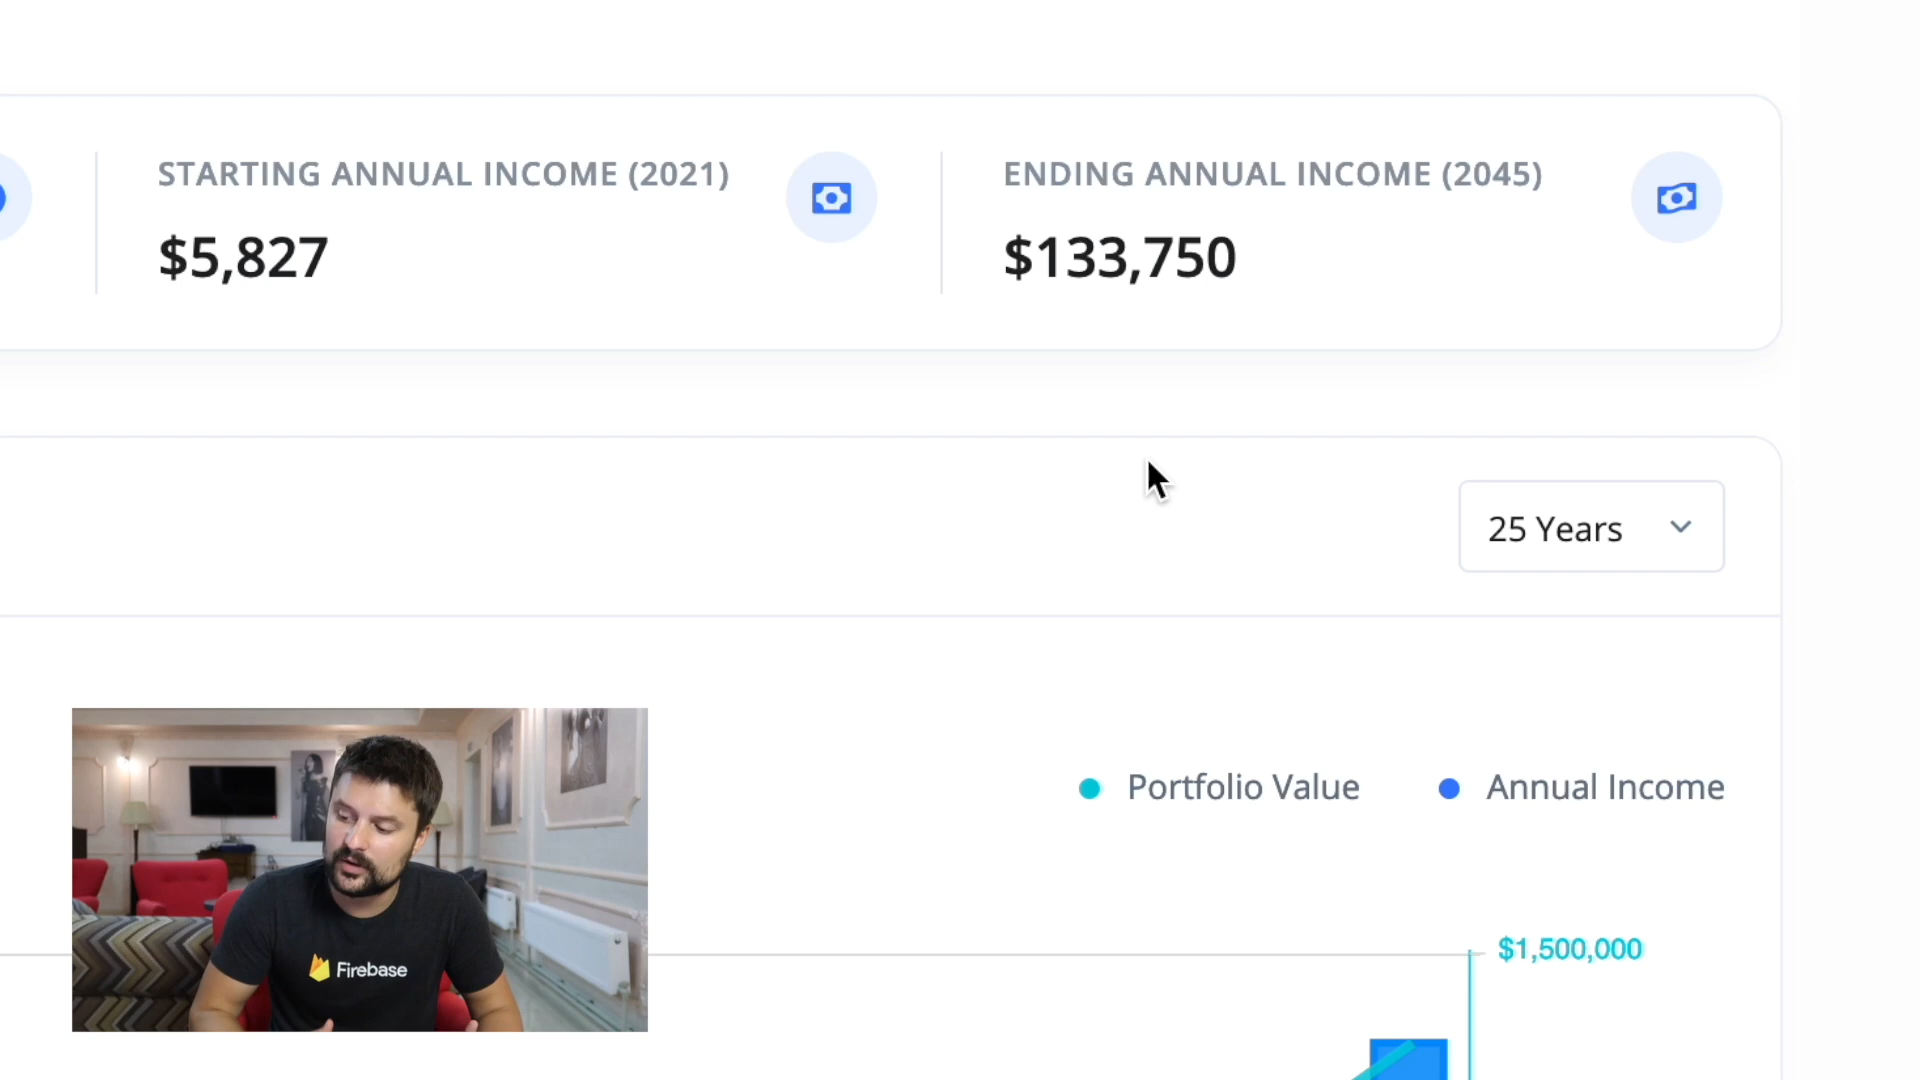 STARTING ANNUAL INCOME (2021)
$5,827
ENDING ANNUAL INCOME (2045)
$133,750
25 Years
Portfolio Value
Annual Income
$1,500,000
Firebase